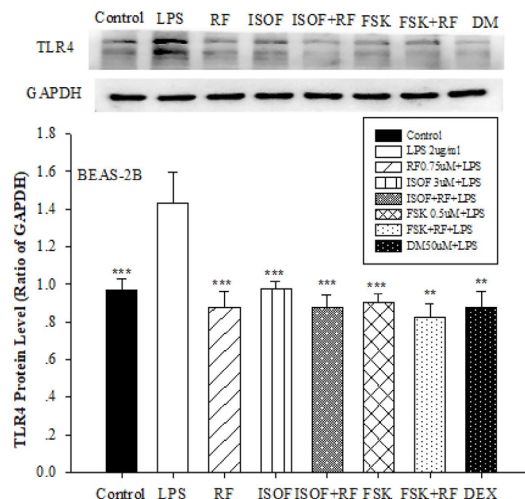 Control LPS RF ISOF ISOF+RF FSK FSK+RF DM
TLR4
GAPDH
1.8
1.6
1.4
1.2
1.0
.8
.6
.4
.2
0.0
TLR4 Protein Level (Ratio of GAPDH)
BEAS-2B
Control
LPS 2ug/ml
RF0.75uM+LPS
ISOF 3uM+LPS
ISOF+RF+LPS
FSK 0.5uM+LPS
FSK+RF+LPS
DM50uM+LPS
*** *** *** *** *** ** **
Control LPS RF ISOF ISOF+RF FSK FSK+RF DEX